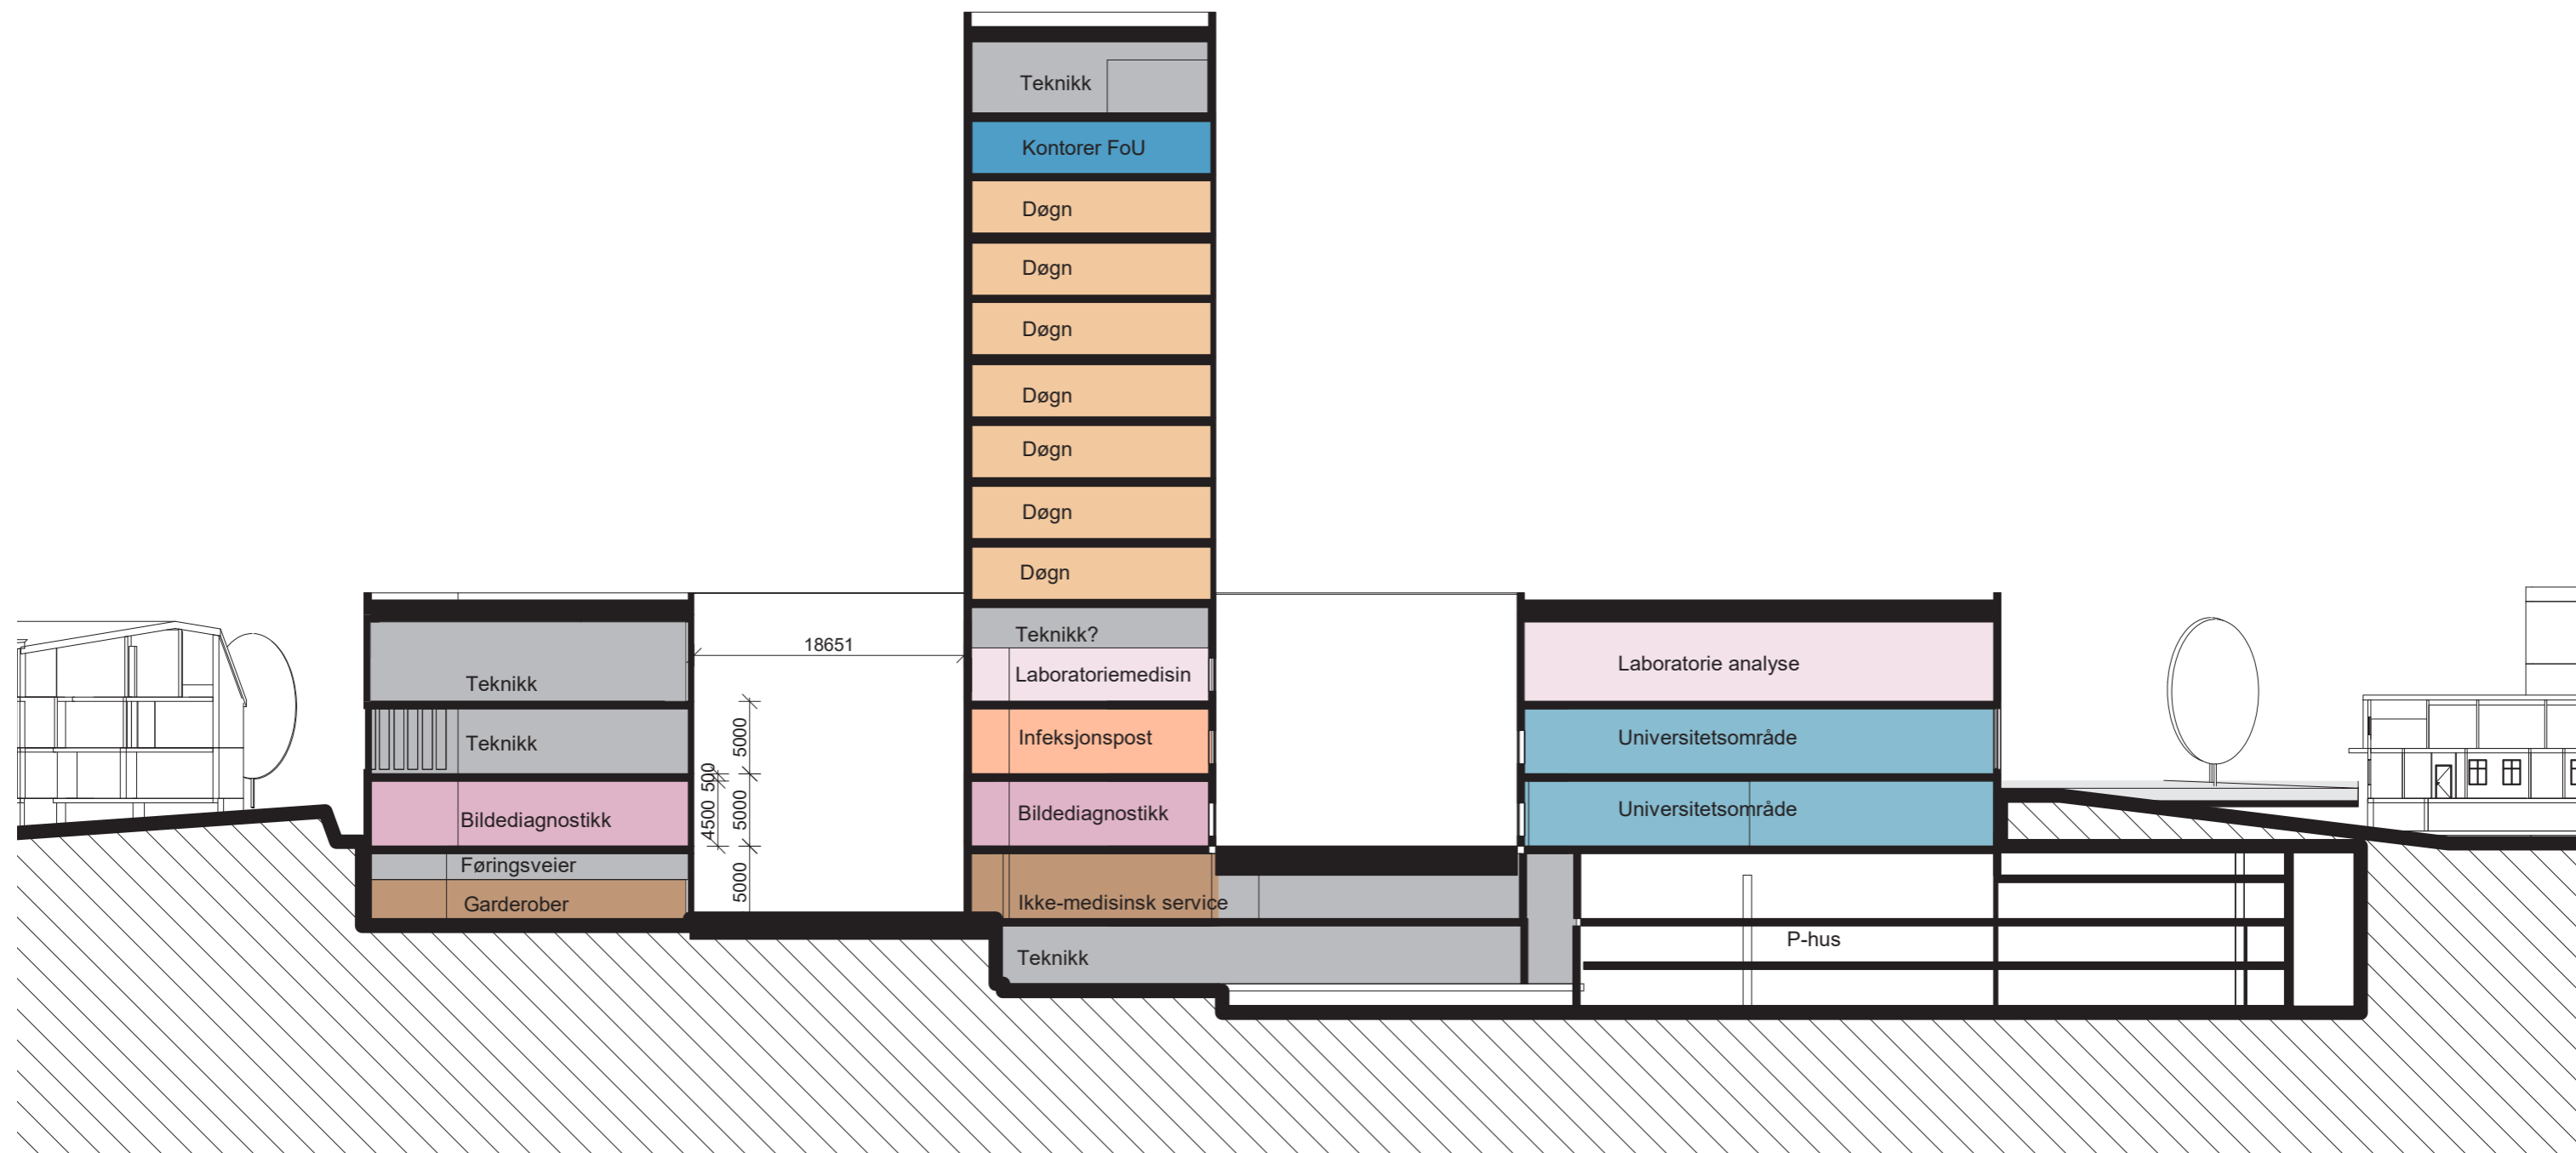 Teknikk
Kontorer FoU
Døgn
Døgn
Døgn
Døgn
Døgn
Døgn
Døgn
Teknikk?
18651
Laboratoriemedisin
Laboratorie analyse
Teknikk
Teknikk
5000
Infeksjonspost
Universitetsområde
500
Bildediagnostikk
4500
5000
Bildediagnostikk
Universitetsområde
Føringsveier
Garderober
5000
Ikke-medisinsk service
P-hus
Teknikk